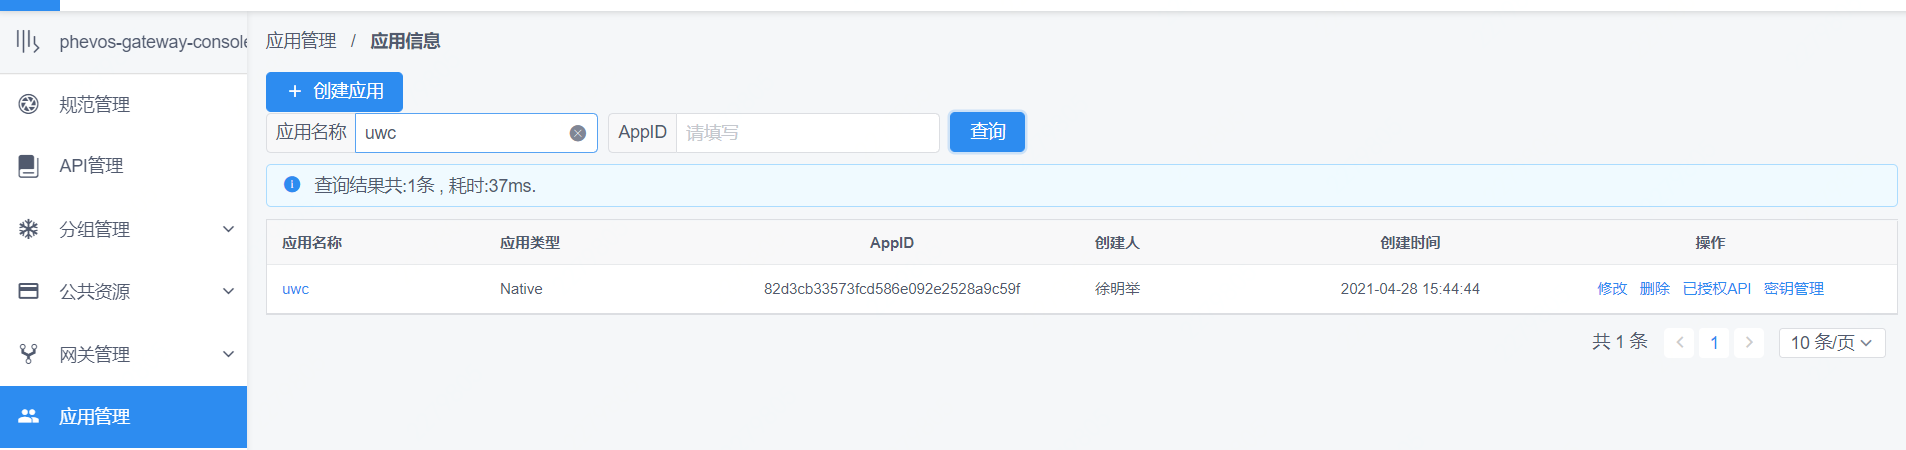 phevos-gateway-console
规范管理
API管理
分组管理
公共资源
网关管理
应用管理
应用管理 / 应用信息
+ 创建应用
应用名称 uwc AppID 请填写 查询
查询结果共:1条 , 耗时:37ms.
应用名称 应用类型 AppID 创建人 创建时间 操作
uwc Native 82d3cb33573fcd586e092e2528a9c59f 徐明举 2021-04-28 15:44:44 修改 删除 已授权API 密钥管理
共 1 条 1 10 条/页